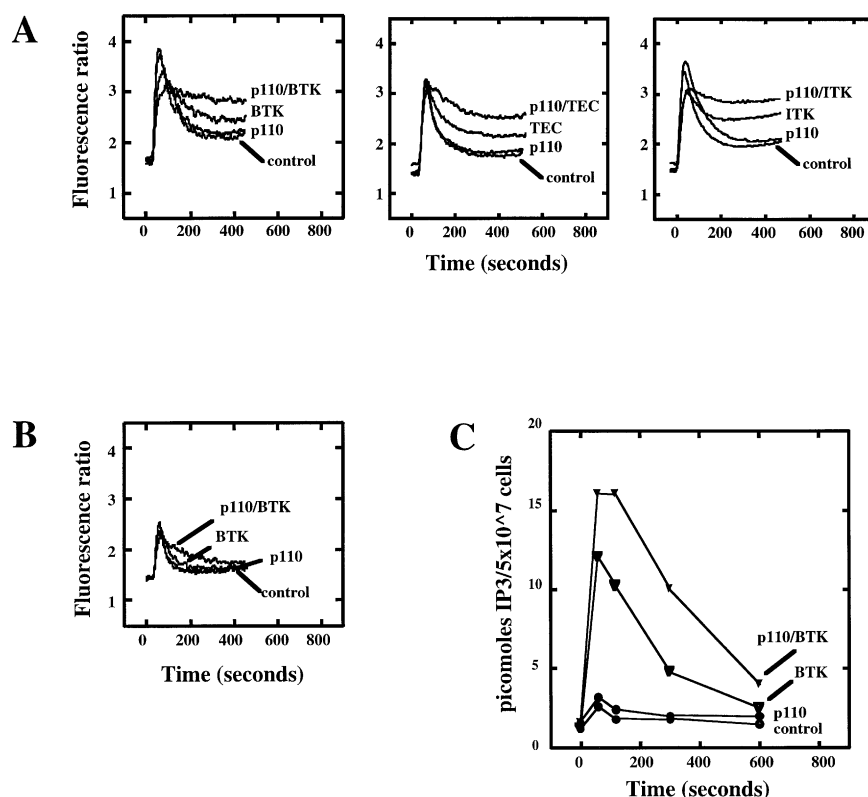 A
Fluorescence ratio
4
3
2
1
p110/BTK
BTK
p110
control
0 200 400 600 800
4
3
2
1
p110/TEC
TEC
p110
control
0 200 400 600 800
4
3
2
1
p110/ITK
ITK
p110
control
0 200 400 600 800
Time (seconds)
B
Fluorescence ratio
4
3
2
1
p110/BTK
BTK
p110
control
0 200 400 600 800
Time (seconds)
C
picomoles IP3/5x10^7 cells
20
15
10
5
0
p110/BTK
BTK
p110
control
0 200 400 600 800
Time (seconds)